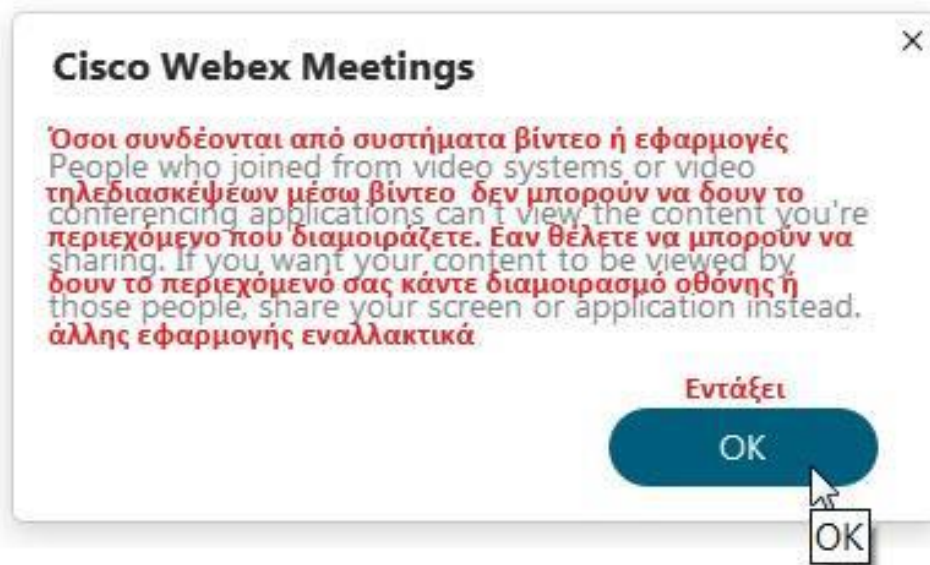 Cisco Webex Meetings
Όσοι συνδέονται από συστήματα βίντεο ή εφαρμογές
People who joined from video systems or video
τηλεδιασκέψεων μέσω βίντεο δεν μπορούν να δουν το
conferencing applications can't view the content you're
περιεχόμενο που διαμοιράζετε. Εαν θέλετε να μπορούν να
sharing. If you want your content to be viewed by
δουν το περιεχόμενό σας κάντε διαμοιρασμό οθόνης ή
those people, share your screen or application instead.
άλλης εφαρμογής εναλλακτικά
Εντάξει
OK
OK